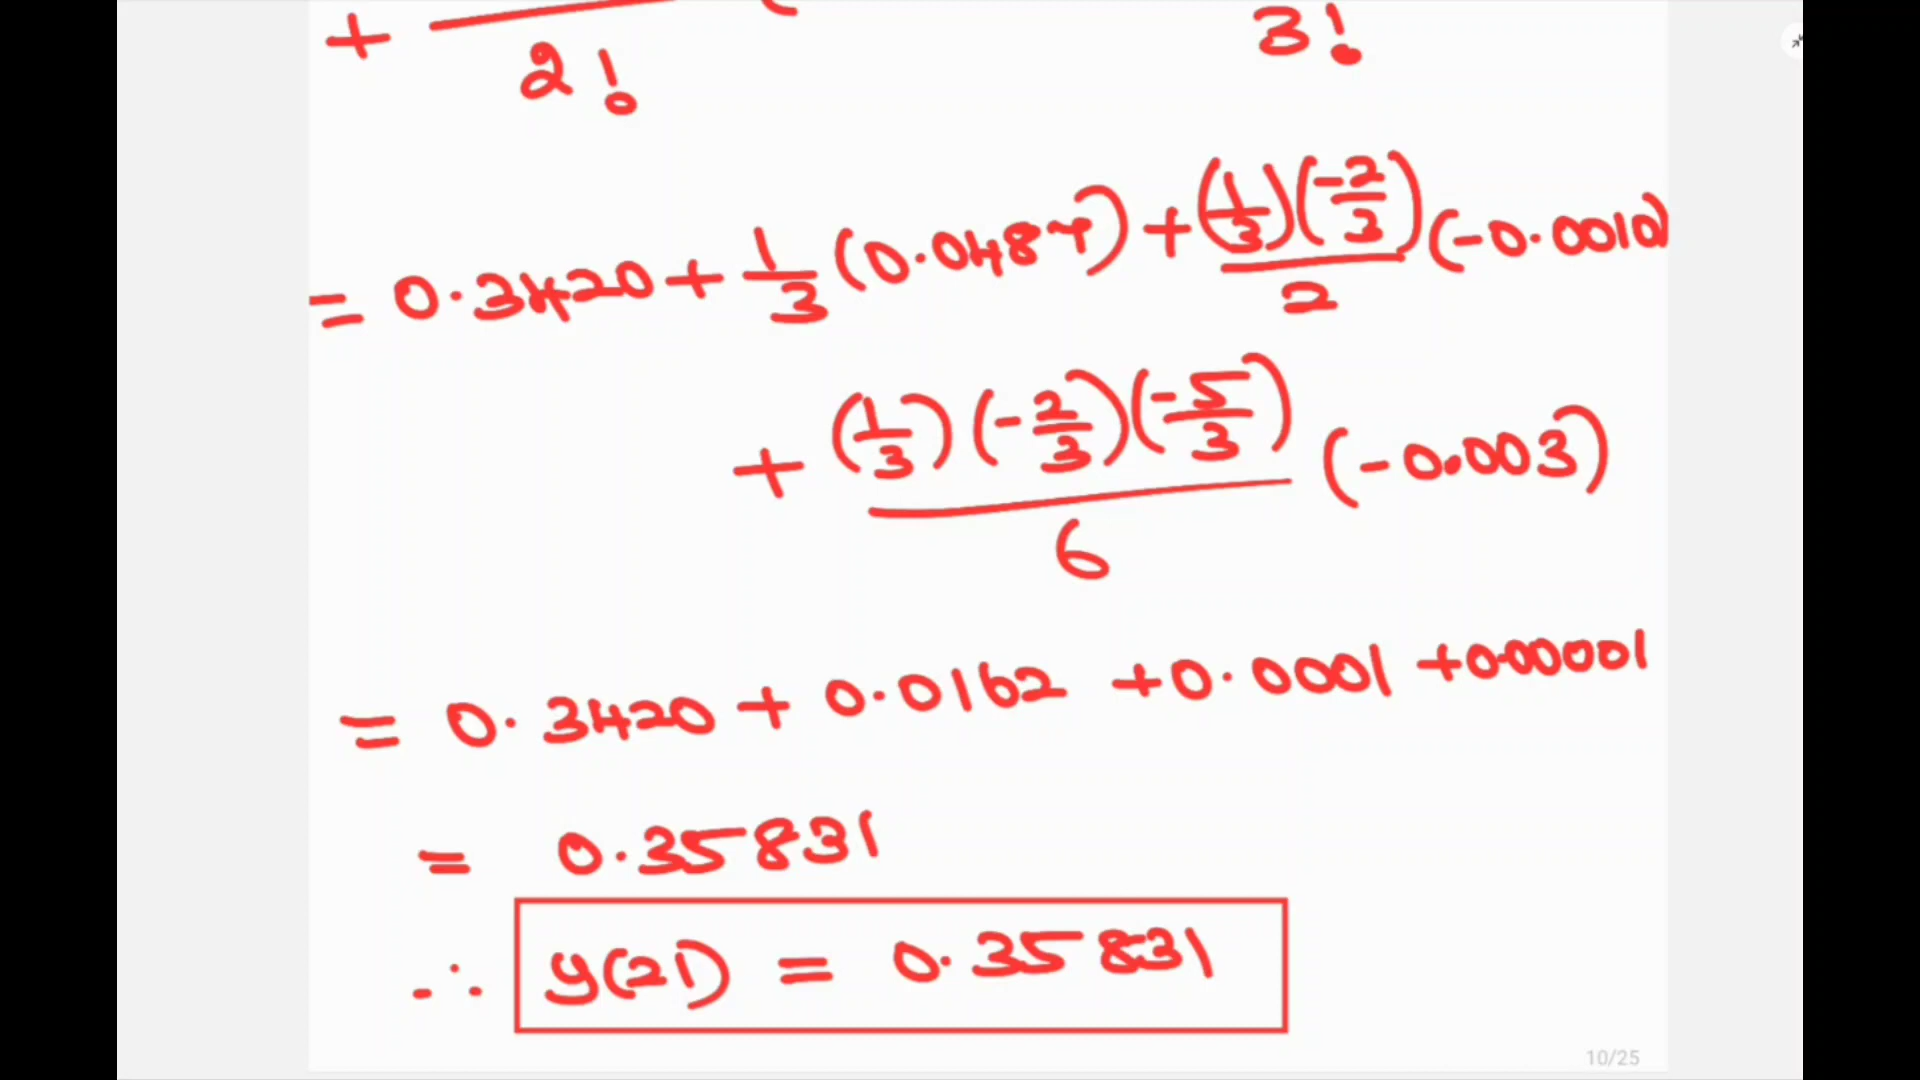 + 2! 3!
= 0.3420 + 1/3 (0.0487) + (1/3)(-2/3)/2 (-0.0010)
+ (1/3)(-2/3)(-5/3)/6 (-0.003)
= 0.3420 + 0.0162 + 0.0001 + 0.00001
= 0.35831
∴ y(21) = 0.35831
10/25